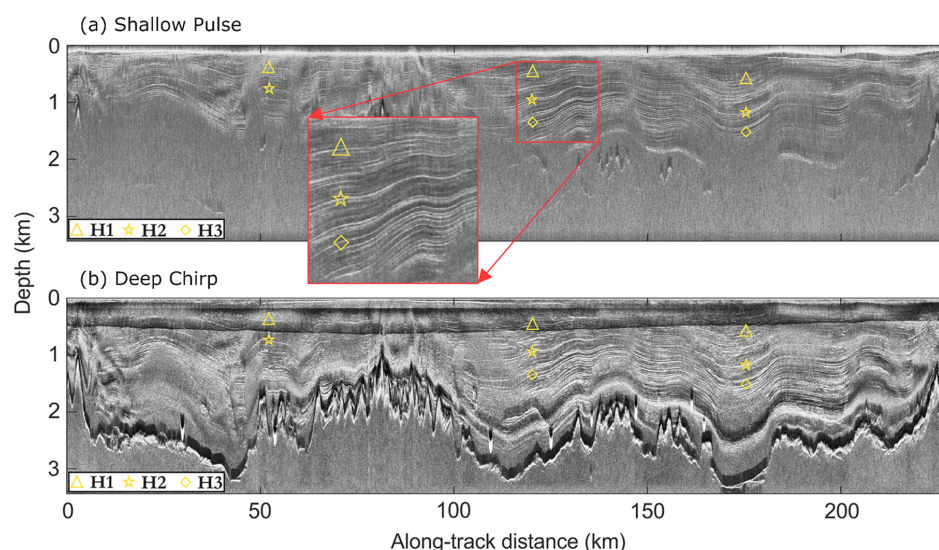 (a) Shallow Pulse
0
1
2
3
H1 H2 H3
Depth (km)
(b) Deep Chirp
0
1
2
3
H1 H2 H3
0 50 100 150 200
Along-track distance (km)